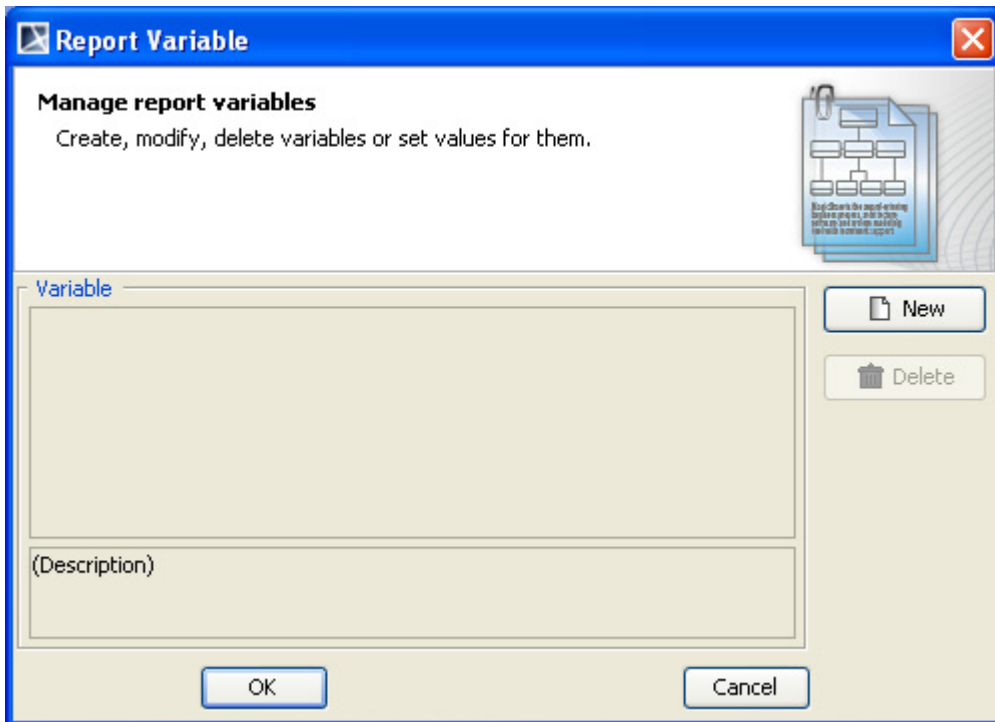 Report Variable
Manage report variables
Create, modify, delete variables or set values for them.
Variable
New
Delete
(Description)
OK
Cancel